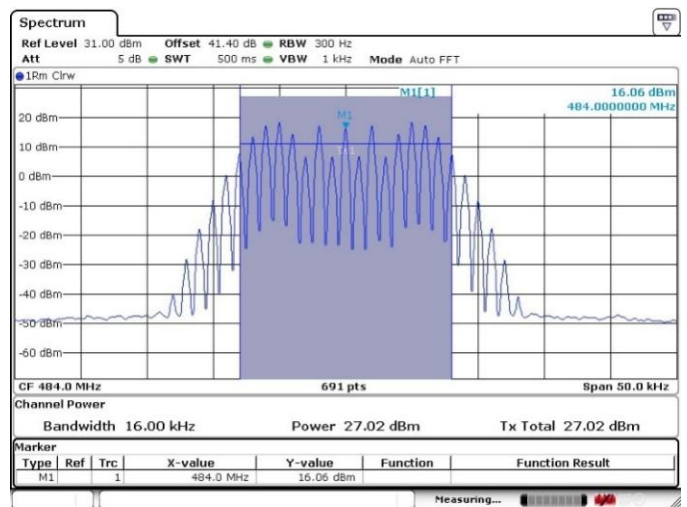 Spectrum
Ref Level 31.00 dBm Offset 41.40 dB RBW 300 Hz
Att 5 dB SWT 500 ms VBW 1 kHz Mode Auto FFT
1Rm Clrw
M1[1] 16.06 dBm
484.0000000 MHz
20 dBm
M1
10 dBm
0 dBm
-10 dBm
-20 dBm
-30 dBm
-40 dBm
-50 dBm
-60 dBm
CF 484.0 MHz 691 pts Span 50.0 kHz
Channel Power
Bandwidth 16.00 kHz Power 27.02 dBm Tx Total 27.02 dBm
Marker
Type Ref Trc X-value Y-value Function Function Result
M1 1 484.0 MHz 16.06 dBm
Measuring...